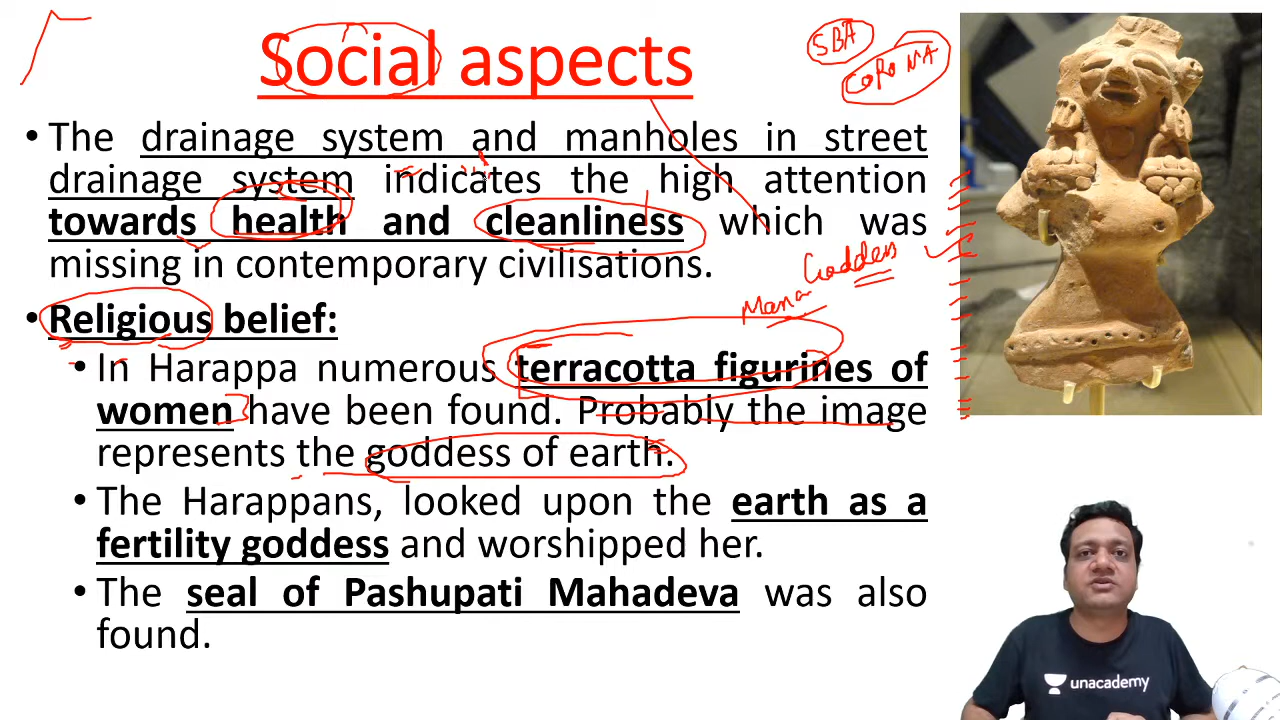 Social aspects
SBA
CORONA
• The drainage system and manholes in street
drainage system indicates the high attention
towards health and cleanliness which was
missing in contemporary civilisations.
Goddess
Mana
• Religious belief:
• In Harappa numerous terracotta figurines of
women have been found. Probably the image
represents the goddess of earth.
• The Harappans, looked upon the earth as a
fertility goddess and worshipped her.
• The seal of Pashupati Mahadeva was also
found.
unacademy